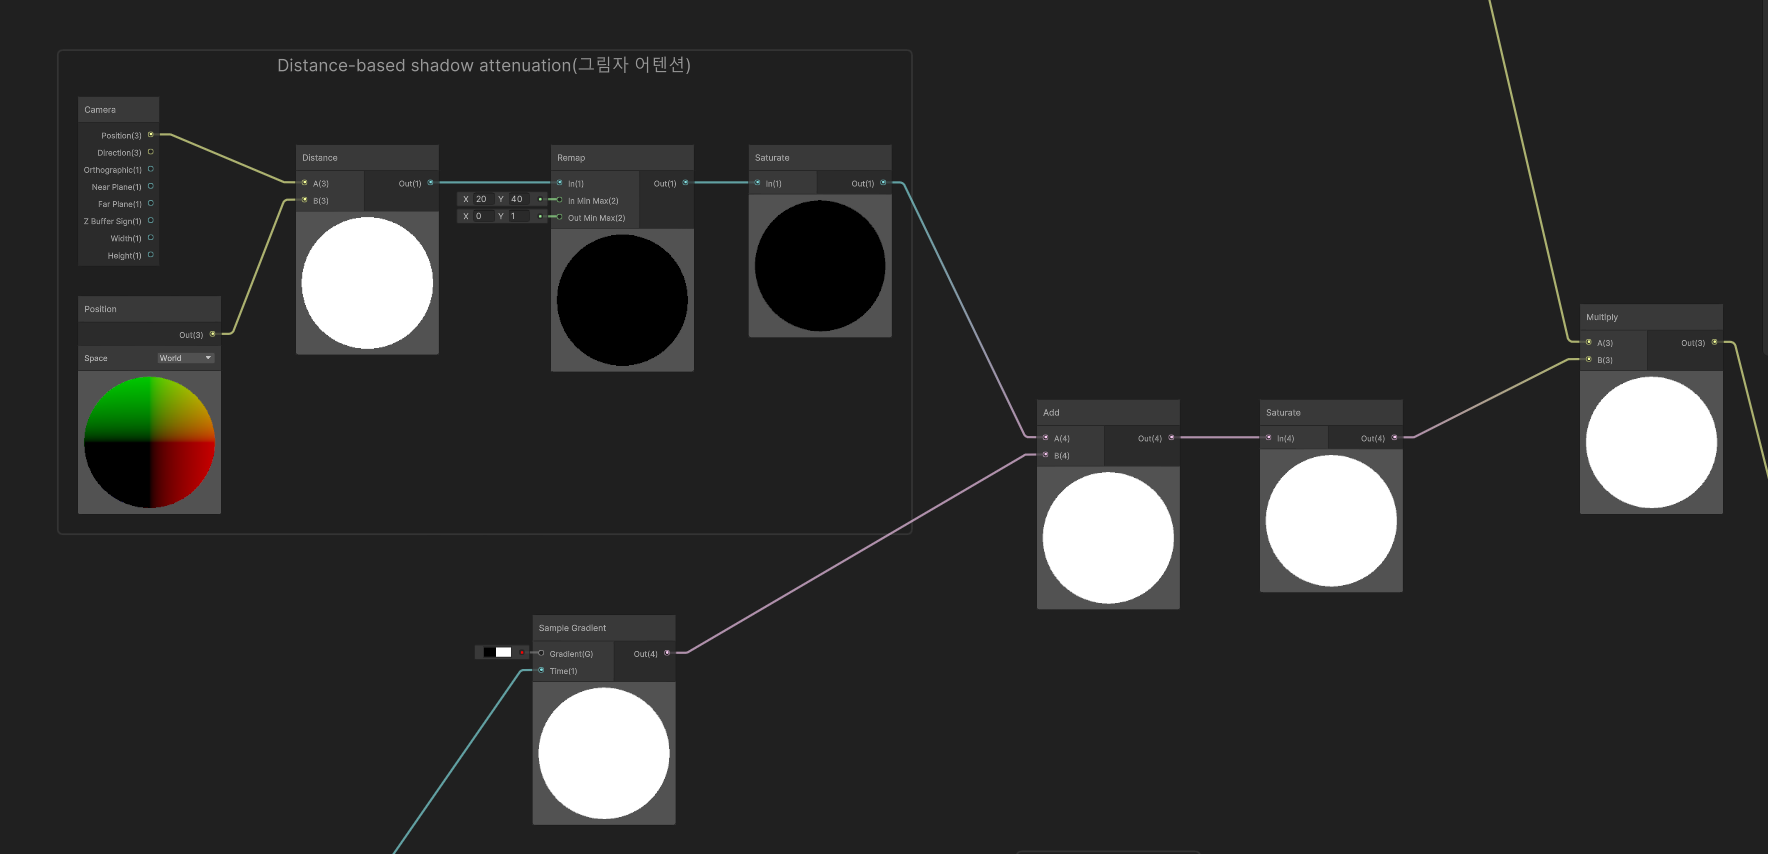 Distance-based shadow attenuation(그림자 어텐션)
Camera
Position(3)
Direction(3)
Orthographic(1)
Near Plane(1)
Far Plane(1)
Z Buffer Sign(1)
Width(1)
Height(1)
Position
Out(3)
Space World
Distance
A(3) Out(1)
B(3)
Remap
In(1) Out(1)
X 20 Y 40 In Min Max(2)
X 0 Y 1 Out Min Max(2)
Saturate
In(1) Out(1)
Multiply
A(3) Out(3)
B(3)
Add
A(4) Out(4)
B(4)
Saturate
In(4) Out(4)
Sample Gradient
Gradient(G) Out(4)
Time(1)